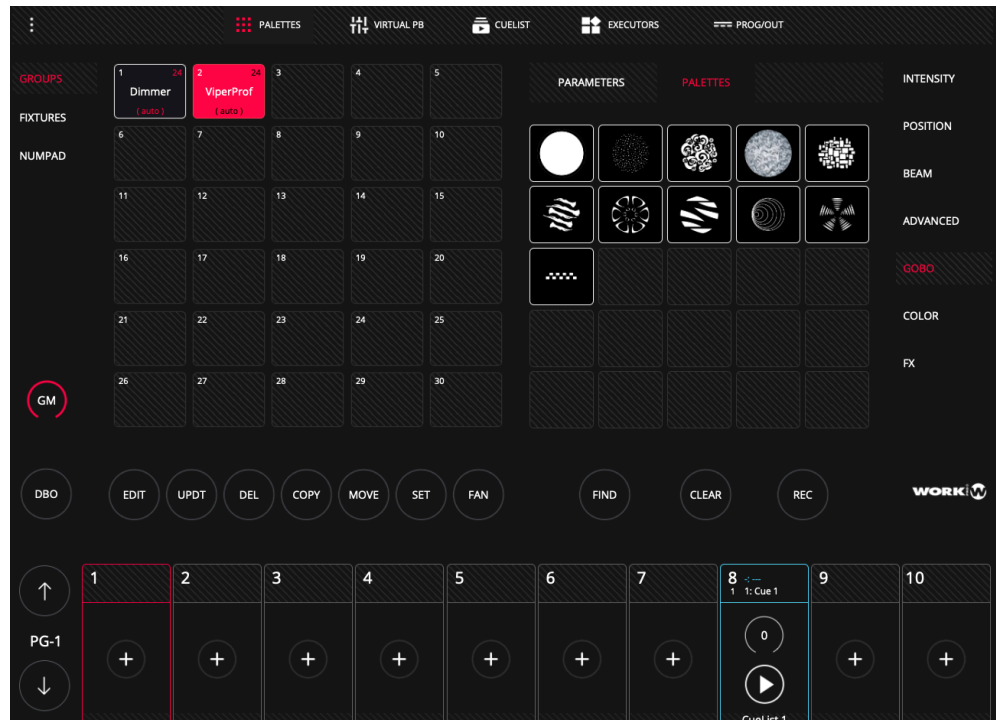 PALETTES
VIRTUAL PB
CUELIST
EXECUTORS
PROG/OUT
GROUPS
FIXTURES
NUMPAD
1 24
Dimmer
( auto )
2 24
ViperProf
( auto )
3
4
5
6
7
8
9
10
11
12
13
14
15
16
17
18
19
20
21
22
23
24
25
26
27
28
29
30
PARAMETERS
PALETTES
INTENSITY
POSITION
BEAM
ADVANCED
GOBO
COLOR
FX
GM
DBO
EDIT
UPDT
DEL
COPY
MOVE
SET
FAN
FIND
CLEAR
REC
WORK
PG-1
1
+
2
+
3
+
4
+
5
+
6
+
7
+
8 -: ---
1 1: Cue 1
0
CueList 1
9
+
10
+